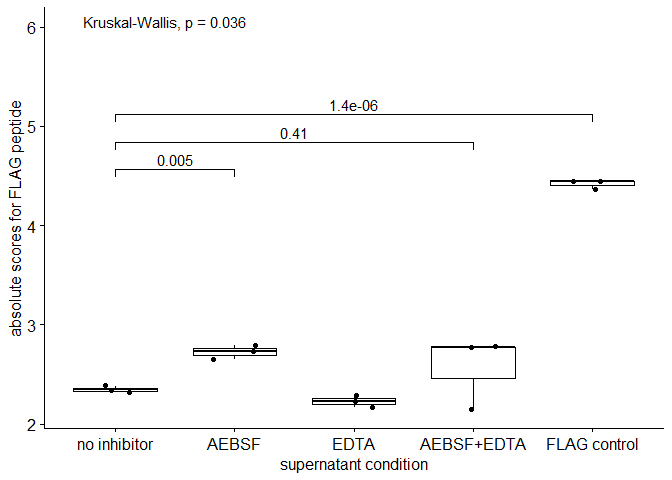 Kruskal-Wallis, p = 0.036
6
5
4
3
2
absolute scores for FLAG peptide
1.4e-06
0.41
0.005
no inhibitor
AEBSF
EDTA
AEBSF+EDTA
FLAG control
supernatant condition